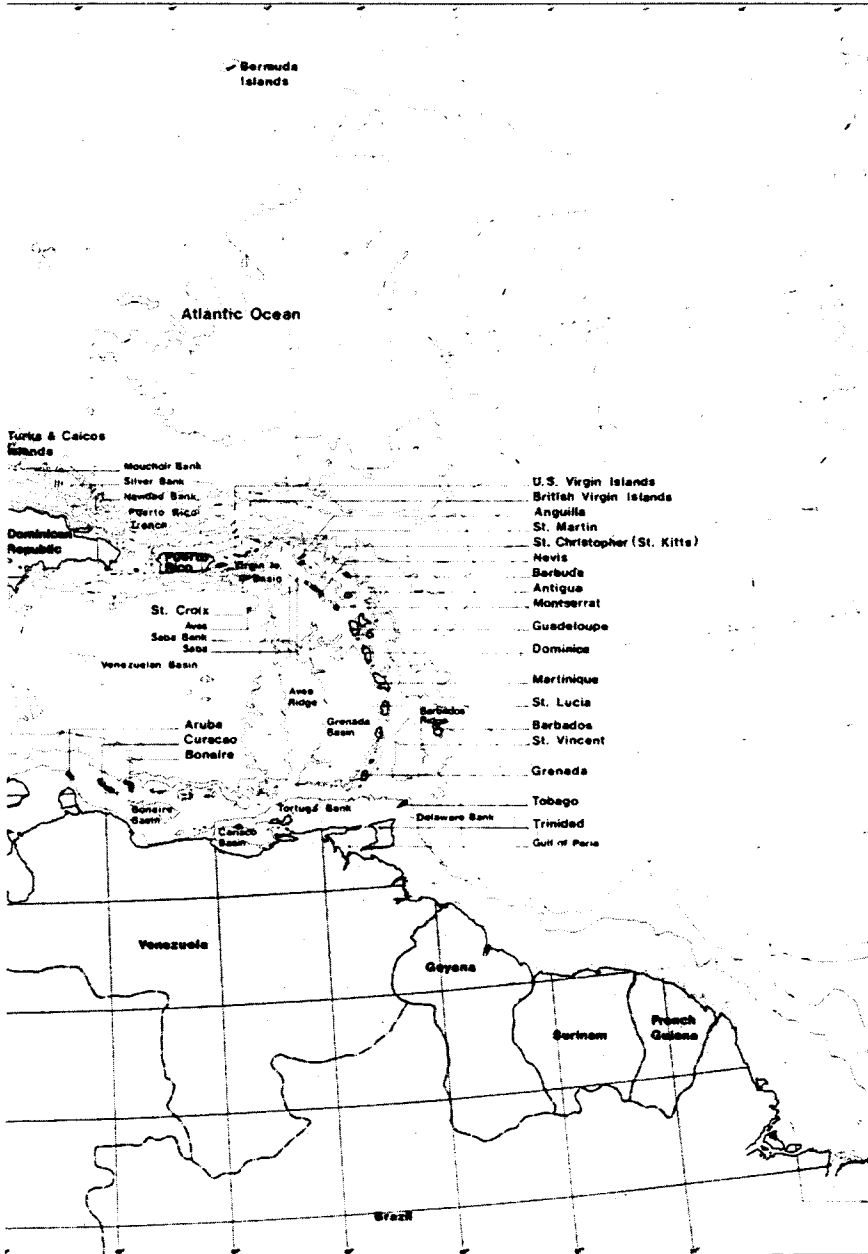 Bermuda
Islands
Atlantic Ocean
Turks & Caicos
Islands
Mouchoir Bank
Silver Bank
Navidad Bank
Puerto Rico
Trench
Dominican
Republic
Puerto
Rico
Virgin Is.
Basin
U.S. Virgin Islands
British Virgin Islands
Anguilla
St. Martin
St. Christopher (St. Kitts)
Nevis
Barbuda
Antigua
Montserrat
Guadeloupe
Dominica
Martinique
St. Lucia
Barbados
St. Vincent
Grenada
Tobago
Trinidad
Gulf of Paria
St. Croix
Aves
Saba Bank
Saba
Venezuelan Basin
Aves
Ridge
Grenada
Basin
Barbados
Ridge
Aruba
Curacao
Bonaire
Bonaire
Basin
Tortuga Bank
Cariaco
Basin
Delaware Bank
Venezuela
Guyana
Surinam
French
Guiana
Brazil